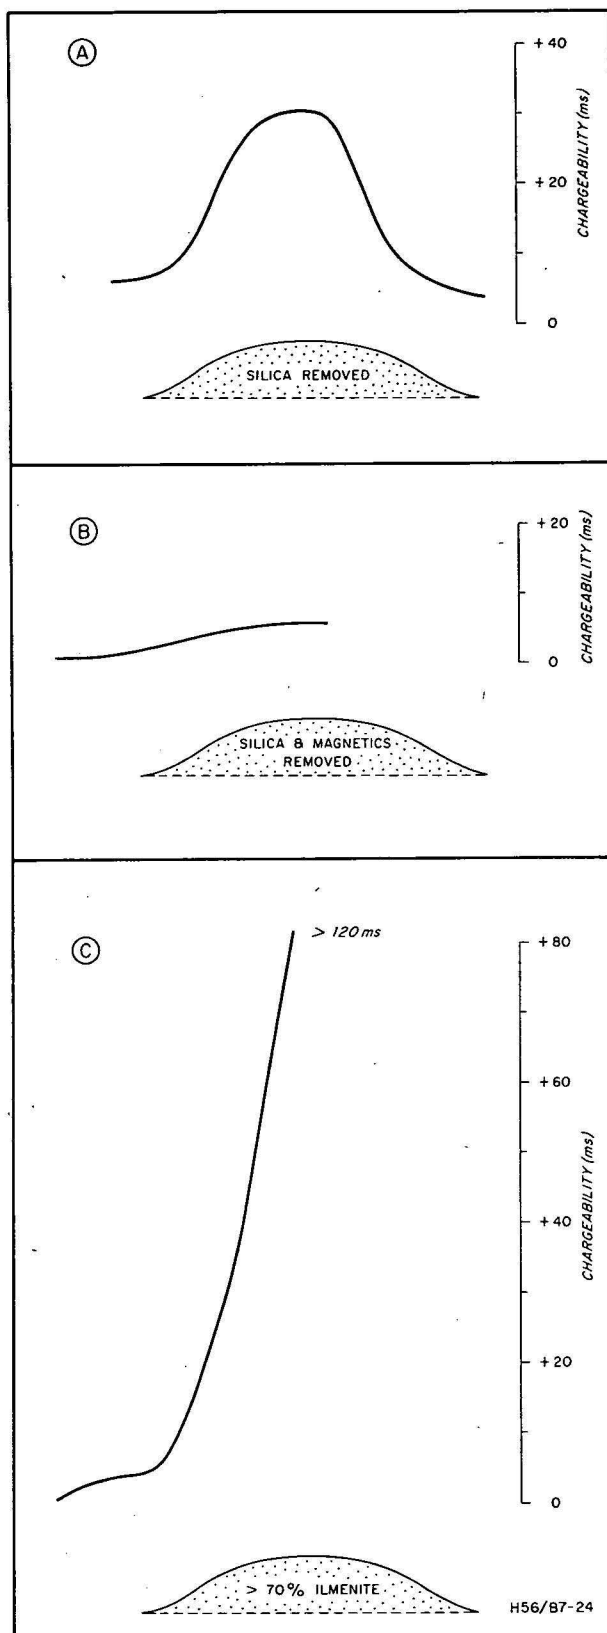 A
+40
+20
0
CHARGEABILITY (ms)
SILICA REMOVED
B
+20
0
CHARGEABILITY (ms)
SILICA & MAGNETICS
REMOVED
C
> 120 ms
+80
+60
+40
+20
0
CHARGEABILITY (ms)
> 70% ILMENITE
H56/B7-24